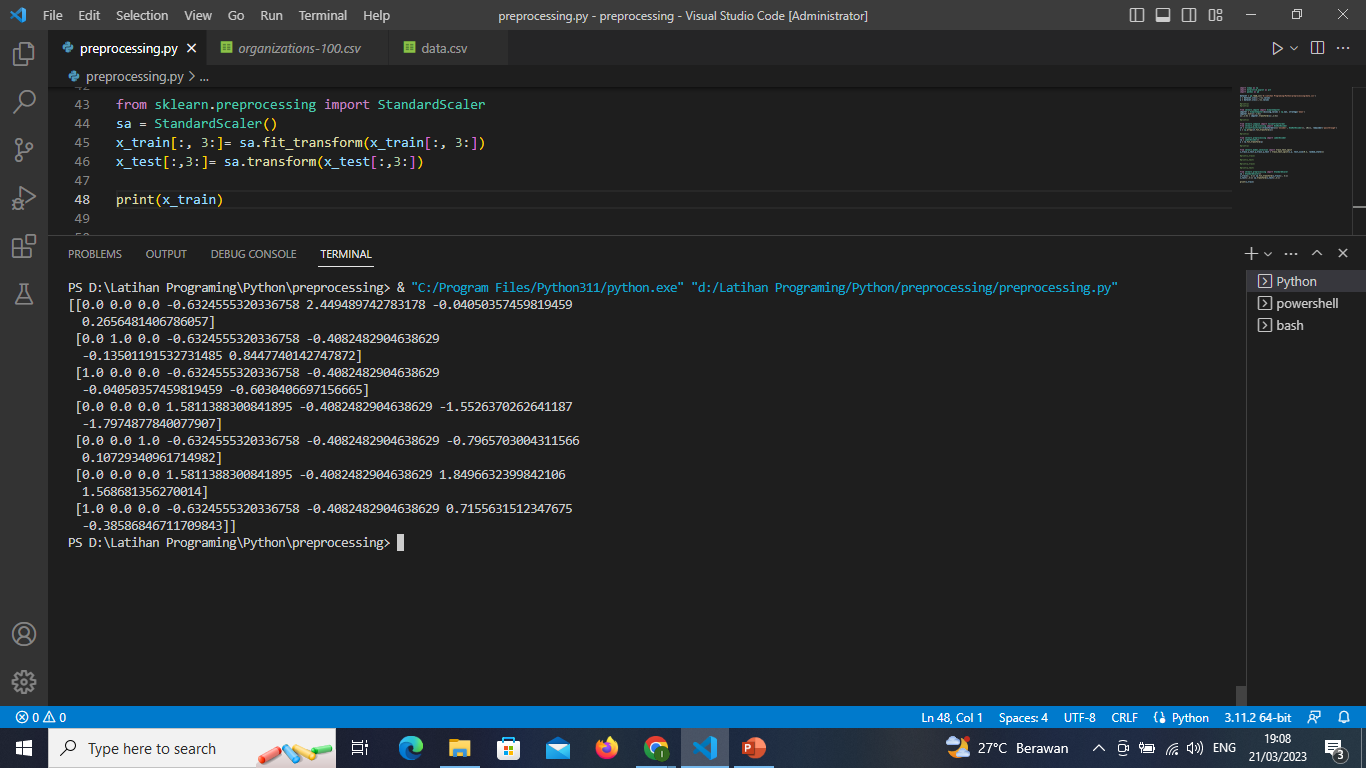 File Edit Selection View Go Run Terminal Help
preprocessing.py - preprocessing - Visual Studio Code [Administrator]
preprocessing.py organizations-100.csv data.csv
preprocessing.py > ...
42
43 from sklearn.preprocessing import StandardScaler
44 sa = StandardScaler()
45 x_train[:, 3:]= sa.fit_transform(x_train[:, 3:])
46 x_test[:,3:]= sa.transform(x_test[:,3:])
47
48 print(x_train)
49
50
PROBLEMS OUTPUT DEBUG CONSOLE TERMINAL
PS D:\Latihan Programing\Python\preprocessing> & "C:/Program Files/Python311/python.exe" "d:/Latihan Programing/Python/preprocessing/preprocessing.py"
[[0.0 0.0 0.0 -0.6324555320336758 2.449489742783178 -0.04050357459819459
0.2656481406786057]
[0.0 1.0 0.0 -0.6324555320336758 -0.4082482904638629
-0.13501191532731485 0.8447740142747872]
[1.0 0.0 0.0 -0.6324555320336758 -0.4082482904638629
-0.04050357459819459 -0.6030406697156665]
[0.0 0.0 0.0 1.5811388300841895 -0.4082482904638629 -1.5526370262641187
-1.7974877840077907]
[0.0 0.0 1.0 -0.6324555320336758 -0.4082482904638629 -0.7965703004311566
0.10729340961714982]
[0.0 0.0 0.0 1.5811388300841895 -0.4082482904638629 1.8496632399842106
1.568681356270014]
[1.0 0.0 0.0 -0.6324555320336758 -0.4082482904638629 0.7155631512347675
-0.38586846711709843]]
PS D:\Latihan Programing\Python\preprocessing>
Python
powershell
bash
0 0
Ln 48, Col 1 Spaces: 4 UTF-8 CRLF Python 3.11.2 64-bit
Type here to search
27°C Berawan
ENG
19:08
21/03/2023
3